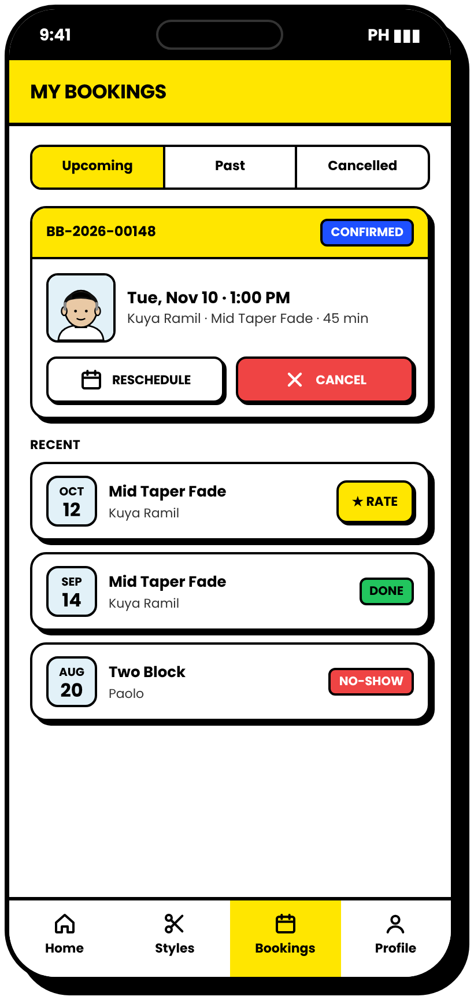 9:41
PH
MY BOOKINGS
Upcoming
Past
Cancelled
BB-2026-00148
CONFIRMED
Tue, Nov 10 · 1:00 PM
Kuya Ramil · Mid Taper Fade · 45 min
RESCHEDULE
CANCEL
RECENT
OCT
12
Mid Taper Fade
Kuya Ramil
★ RATE
SEP
14
Mid Taper Fade
Kuya Ramil
DONE
AUG
20
Two Block
Paolo
NO-SHOW
Home
Styles
Bookings
Profile